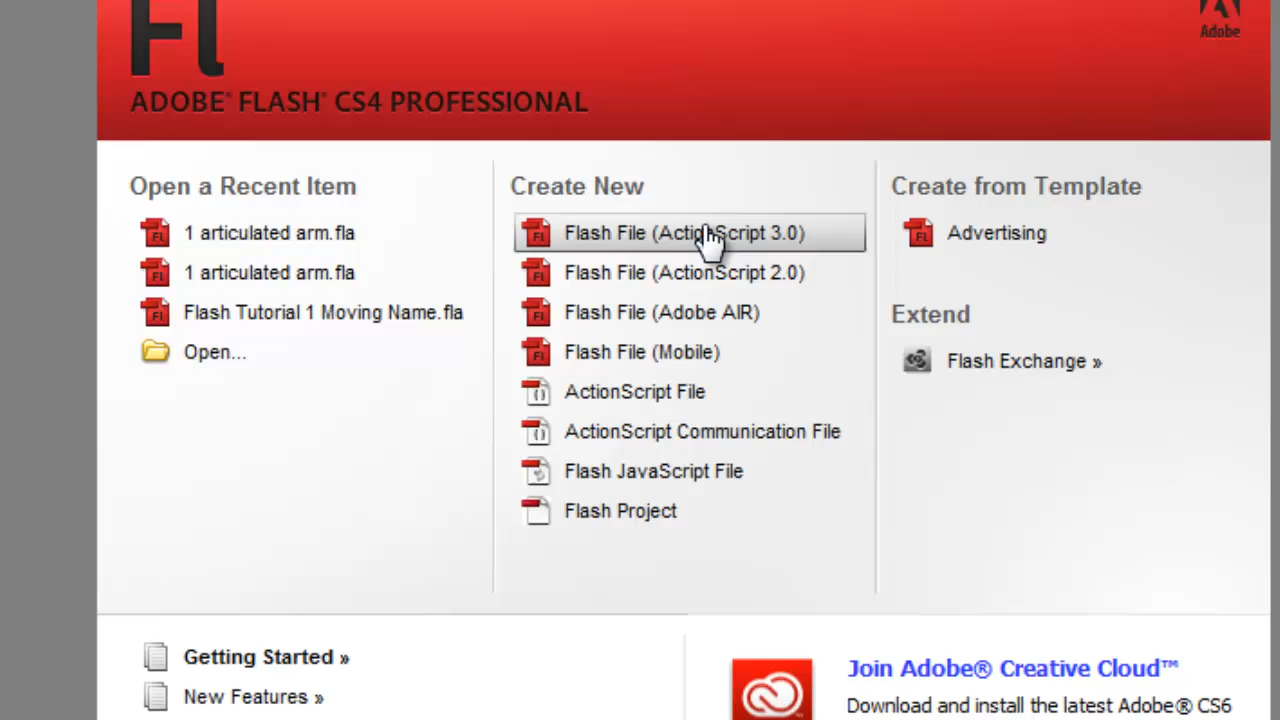 Fl
Adobe
ADOBE® FLASH® CS4 PROFESSIONAL
Open a Recent Item
1 articulated arm.fla
1 articulated arm.fla
Flash Tutorial 1 Moving Name.fla
Open...
Create New
Flash File (ActionScript 3.0)
Flash File (ActionScript 2.0)
Flash File (Adobe AIR)
Flash File (Mobile)
ActionScript File
ActionScript Communication File
Flash JavaScript File
Flash Project
Create from Template
Advertising
Extend
Flash Exchange »
Getting Started »
New Features »
Join Adobe® Creative Cloud™
Download and install the latest Adobe® CS6